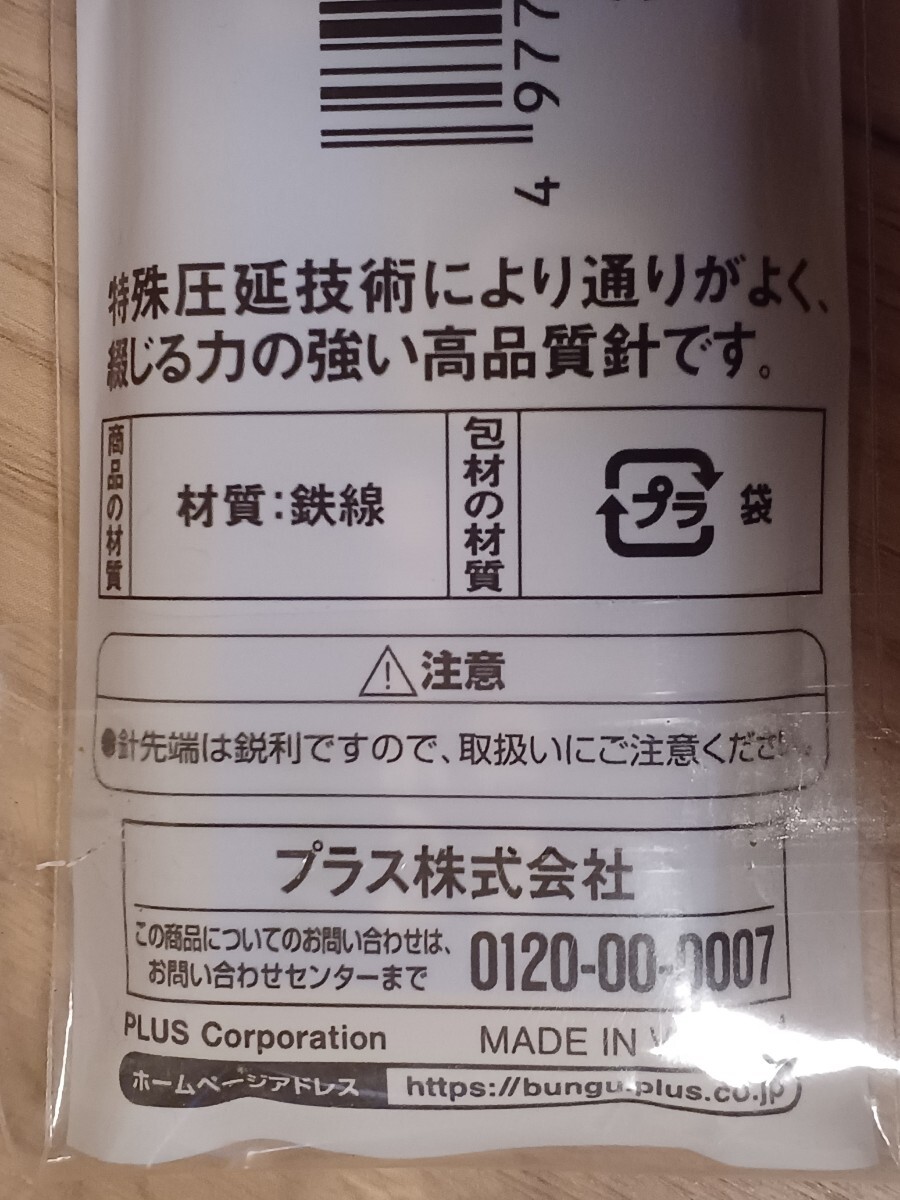 4
特殊圧延技術により通りがよく、
綴じる力の強い高品質針です。
商品の材質
材質:鉄線
包材の材質
プラ 袋
注意
●針先端は鋭利ですので、取扱いにご注意ください。
プラス株式会社
この商品についてのお問い合わせは、
お問い合わせセンターまで
0120-00-0007
PLUS Corporation MADE IN
ホームページアドレス https://bungu.plus.co.jp